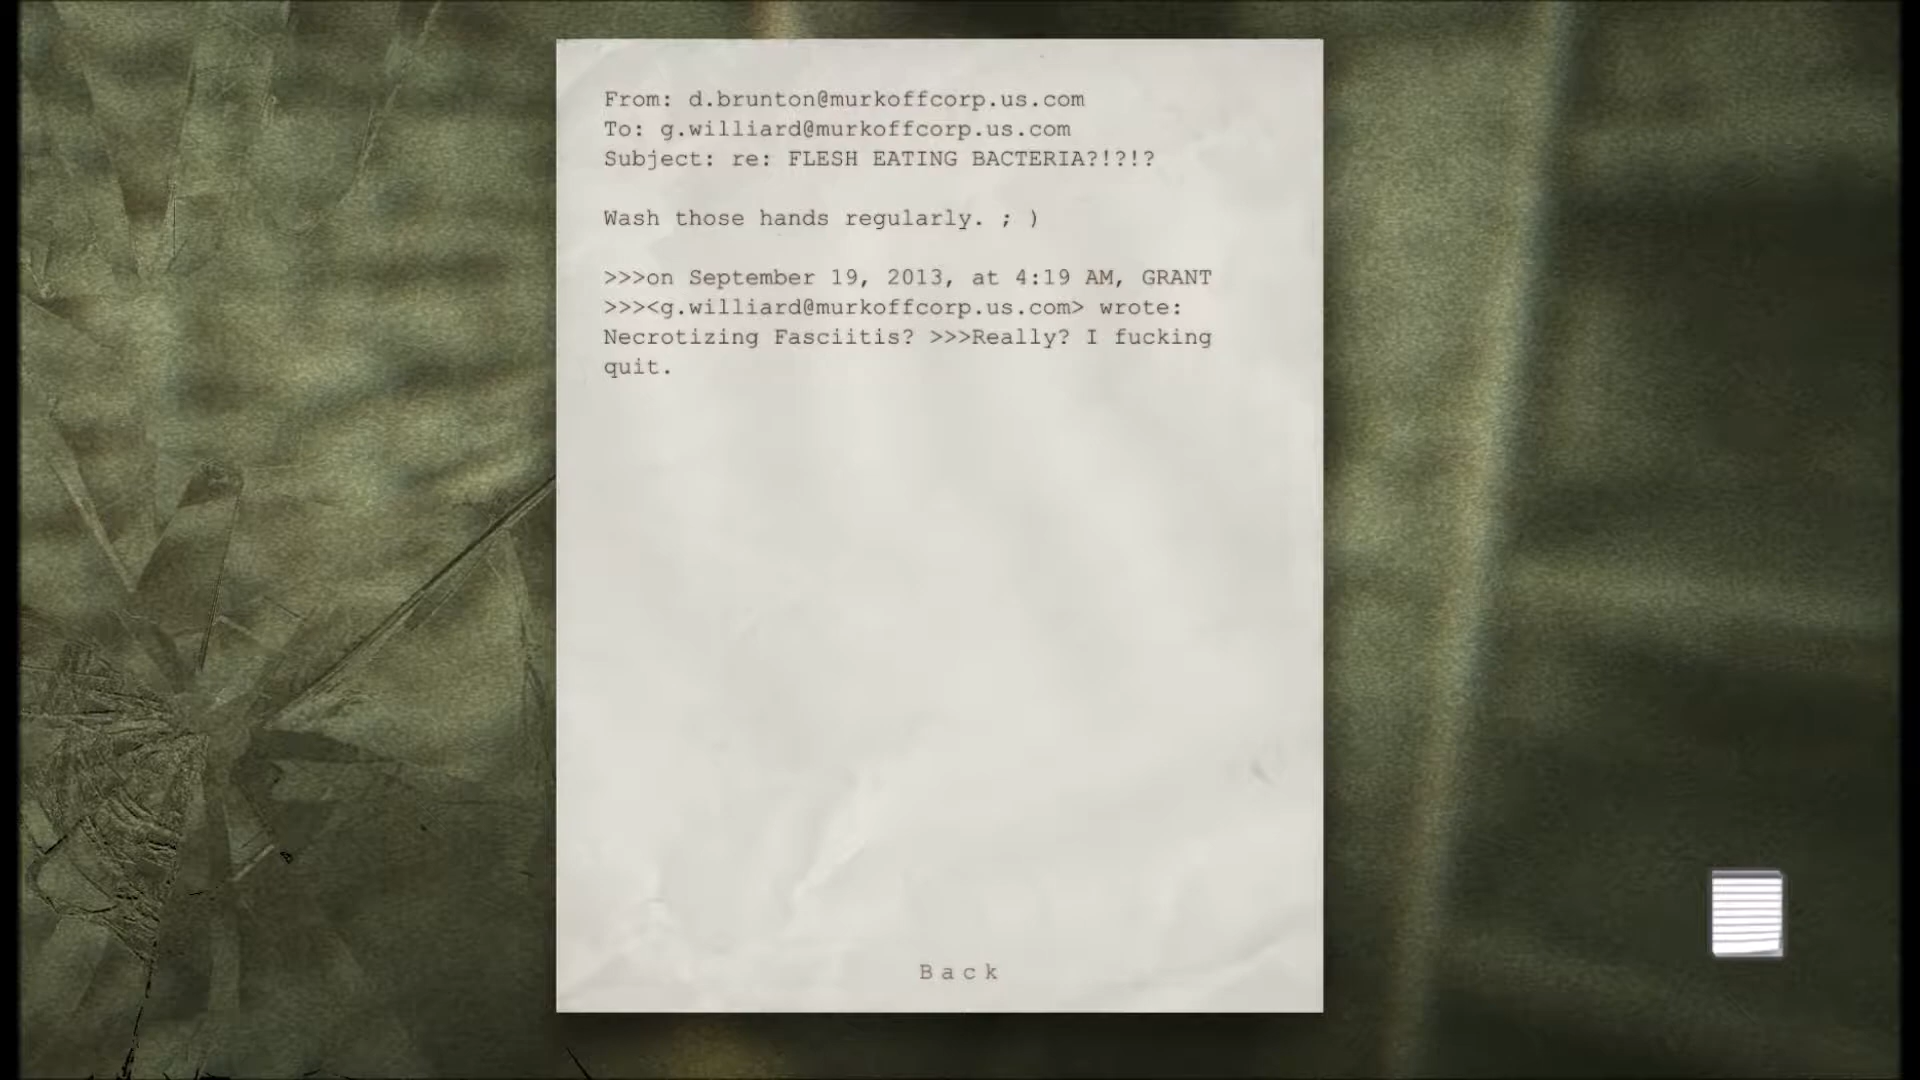 From: d.brunton@murkoffcorp.us.com
To: g.williard@murkoffcorp.us.com
Subject: re: FLESH EATING BACTERIA?!?!?
Wash those hands regularly. ; )
>>>on September 19, 2013, at 4:19 AM, GRANT
>>><g.williard@murkoffcorp.us.com> wrote:
Necrotizing Fasciitis? >>>Really? I fucking
quit.
Back